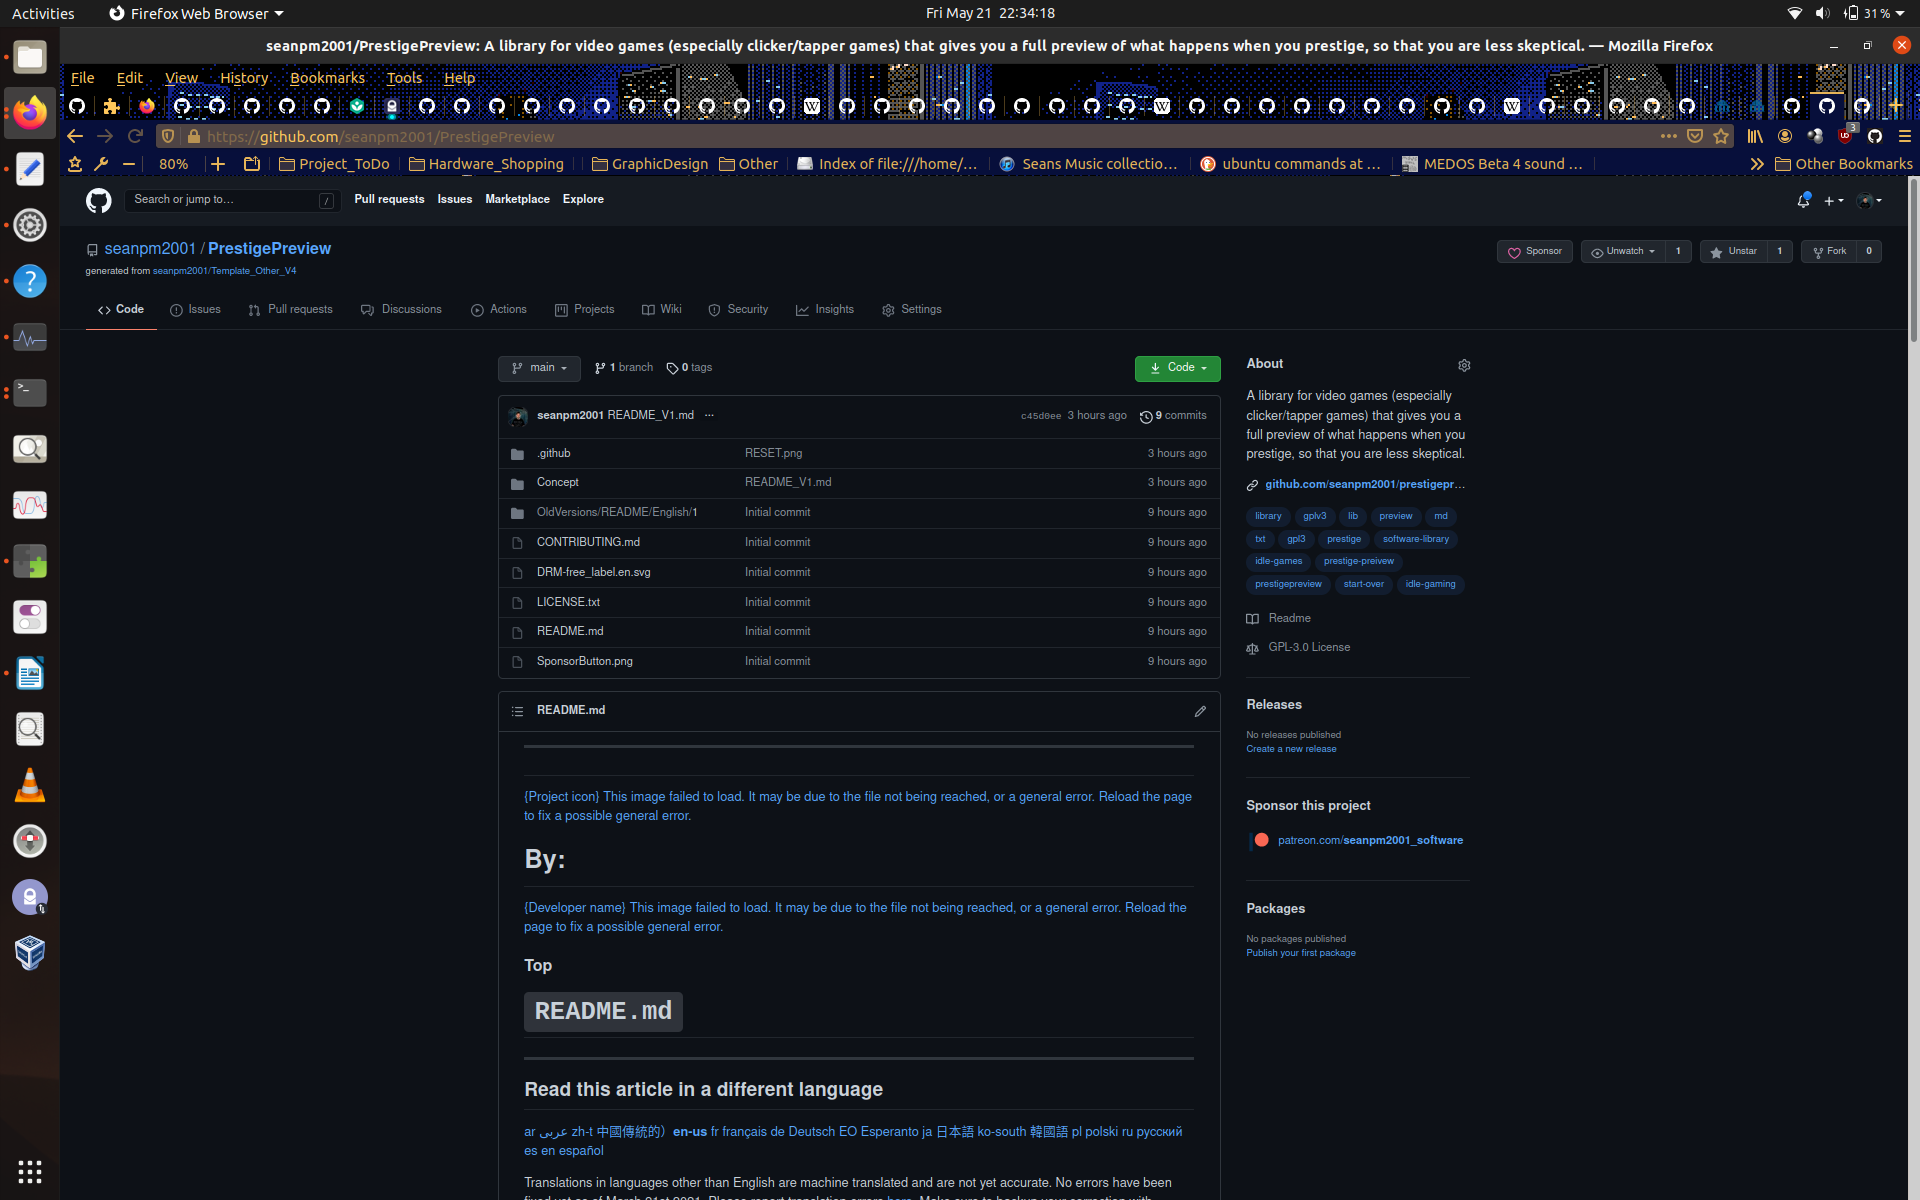 Activities
Firefox Web Browser
Fri May 21 22:34:18
31%
seanpm2001/PrestigePreview: A library for video games (especially clicker/tapper games) that gives you a full preview of what happens when you prestige, so that you are less skeptical. — Mozilla Firefox
File Edit View History Bookmarks Tools Help
https://github.com/seanpm2001/PrestigePreview
3
80%
Project_ToDo
Hardware_Shopping
GraphicDesign
Other
Index of file:///home/…
Seans Music collectio…
ubuntu commands at …
MEDOS Beta 4 sound …
Other Bookmarks
Search or jump to…
/
Pull requests Issues Marketplace Explore
seanpm2001 / PrestigePreview
generated from seanpm2001/Template_Other_V4
Sponsor
Unwatch 1
Unstar 1
Fork 0
Code Issues Pull requests Discussions Actions Projects Wiki Security Insights Settings
main
1 branch
0 tags
Code
seanpm2001 README_V1.md ···
c45d0ee 3 hours ago
9 commits
.github RESET.png 3 hours ago
Concept README_V1.md 3 hours ago
OldVersions/README/English/1 Initial commit 9 hours ago
CONTRIBUTING.md Initial commit 9 hours ago
DRM-free_label.en.svg Initial commit 9 hours ago
LICENSE.txt Initial commit 9 hours ago
README.md Initial commit 9 hours ago
SponsorButton.png Initial commit 9 hours ago
README.md
{Project icon} This image failed to load. It may be due to the file not being reached, or a general error. Reload the page
to fix a possible general error.
By:
{Developer name} This image failed to load. It may be due to the file not being reached, or a general error. Reload the
page to fix a possible general error.
Top
README.md
Read this article in a different language
ar عربى zh-t 中國傳統的） en-us fr français de Deutsch EO Esperanto ja 日本語 ko-south 韓國語 pl polski ru русский
es en español
Translations in languages other than English are machine translated and are not yet accurate. No errors have been
About
A library for video games (especially
clicker/tapper games) that gives you a
full preview of what happens when you
prestige, so that you are less skeptical.
github.com/seanpm2001/prestigepr…
library gplv3 lib preview md
txt gpl3 prestige software-library
idle-games prestige-preivew
prestigepreview start-over idle-gaming
Readme
GPL-3.0 License
Releases
No releases published
Create a new release
Sponsor this project
patreon.com/seanpm2001_software
Packages
No packages published
Publish your first package